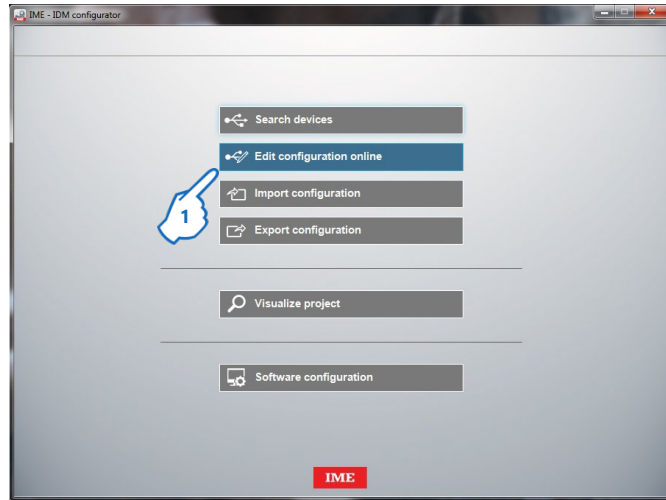 IME - IDM configurator
Search devices
Edit configuration online
1
Import configuration
Export configuration
Visualize project
Software configuration
IME